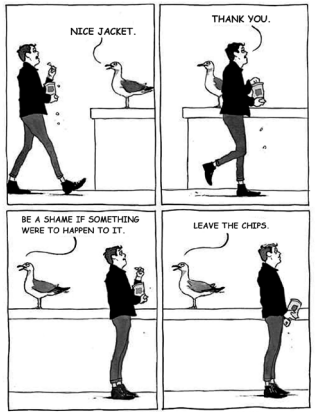 NICE JACKET.
THANK YOU.
BE A SHAME IF SOMETHING
WERE TO HAPPEN TO IT.
LEAVE THE CHIPS.